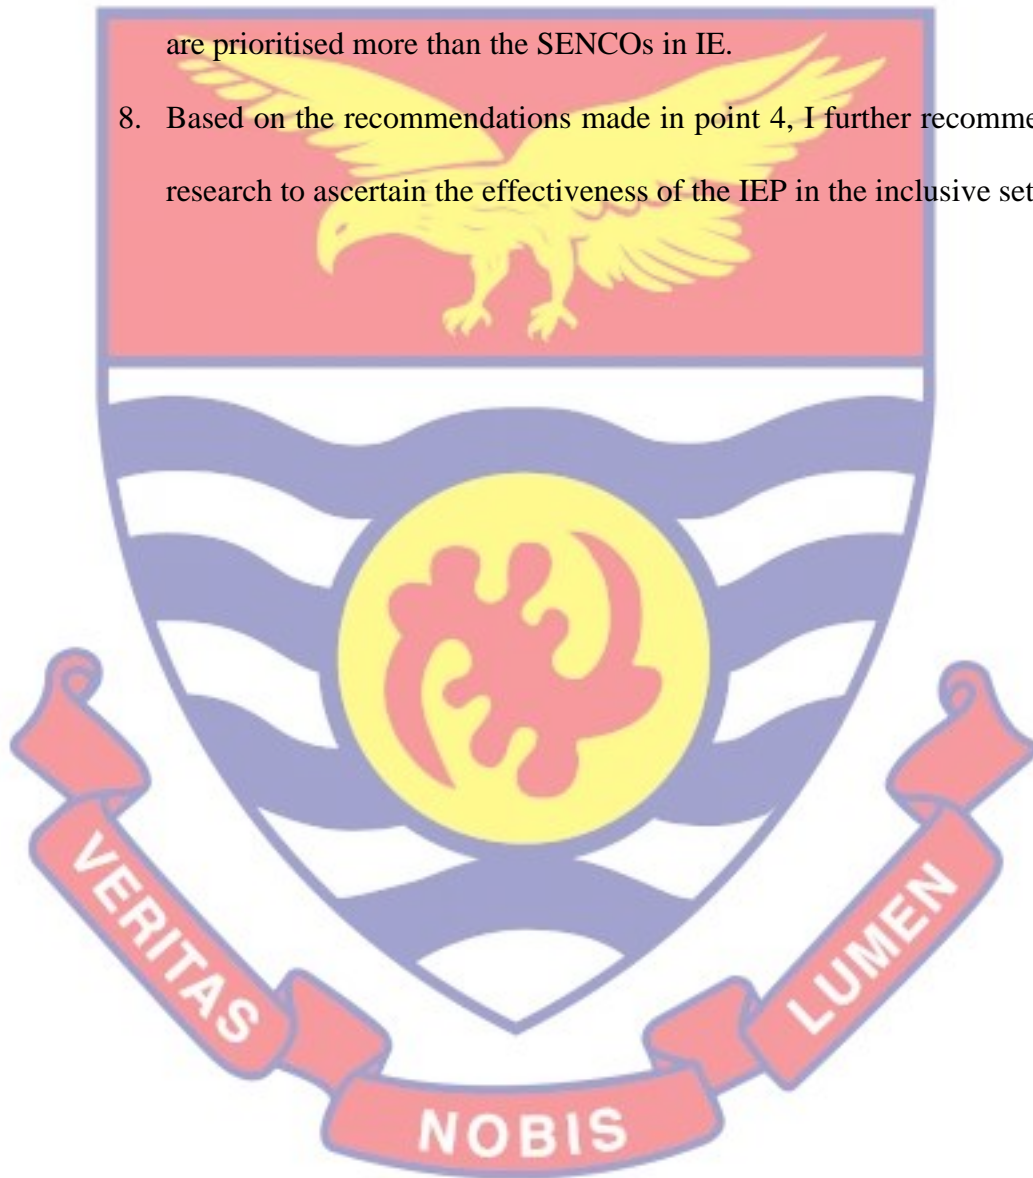 are prioritised more than the SENCOs in IE.
8. Based on the recommendations made in point 4, I further recomme
research to ascertain the effectiveness of the IEP in the inclusive set
VERITAS
NOBIS
LUMEN